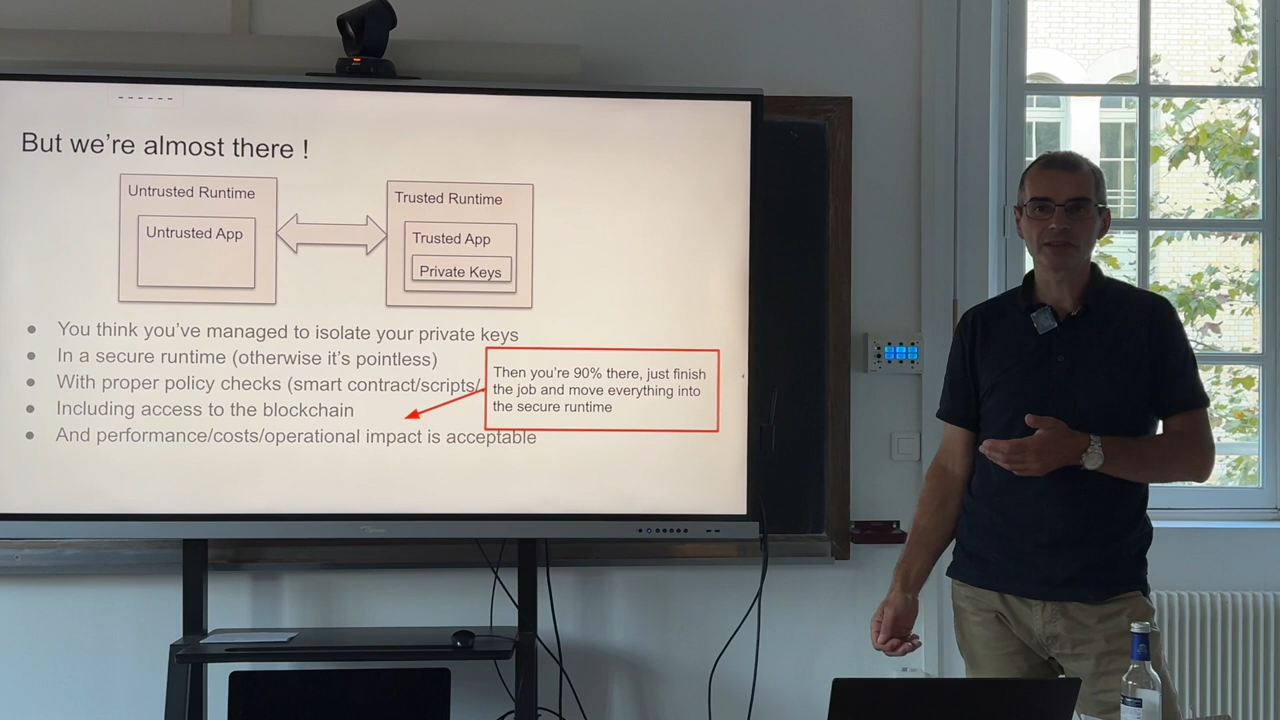 But we're almost there !
Untrusted Runtime
Untrusted App
Trusted Runtime
Trusted App
Private Keys
You think you've managed to isolate your private keys
In a secure runtime (otherwise it's pointless)
With proper policy checks (smart contract/scripts/
Including access to the blockchain
And performance/costs/operational impact is acceptable
Then you're 90% there, just finish
the job and move everything into
the secure runtime